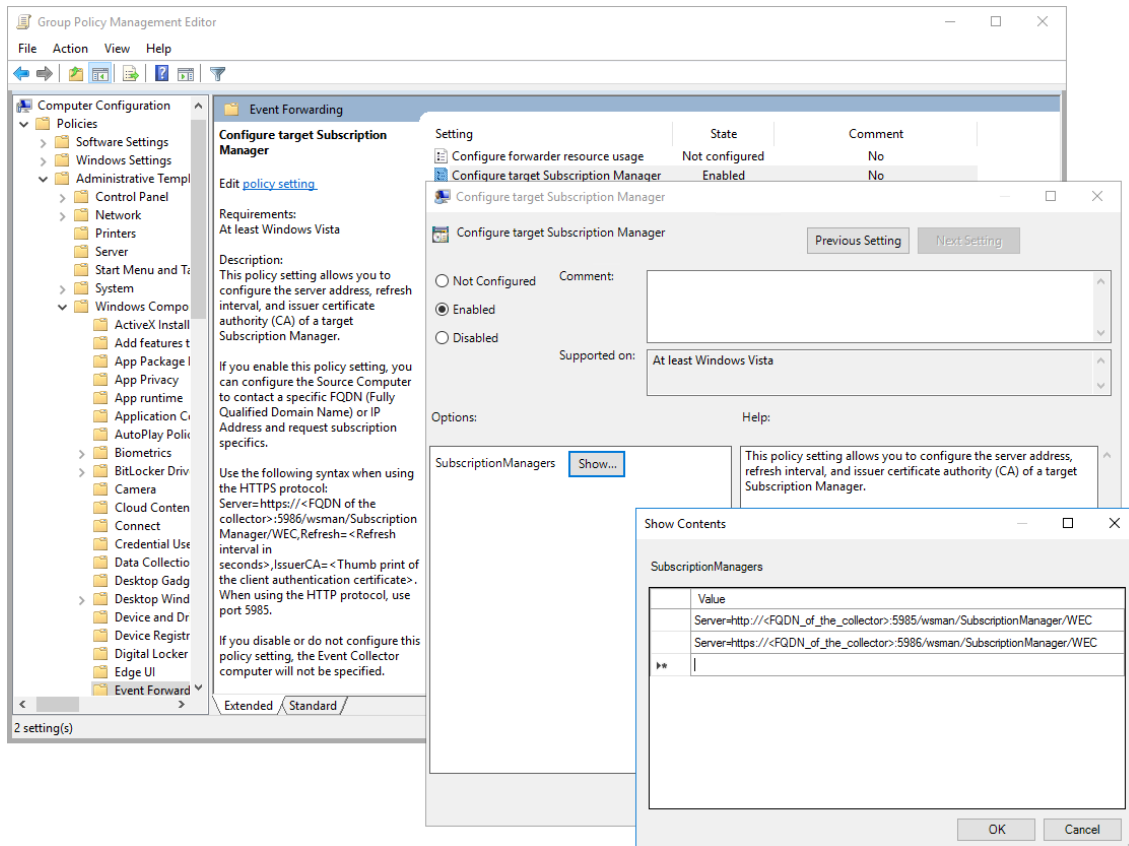 Group Policy Management Editor
File Action View Help
Computer Configuration
Policies
Software Settings
Windows Settings
Administrative Templ
Control Panel
Network
Printers
Server
Start Menu and Ta
System
Windows Compo
ActiveX Install
Add features t
App Package
App Privacy
App runtime
Application Co
AutoPlay Polic
Biometrics
BitLocker Driv
Camera
Cloud Conten
Connect
Credential Use
Data Collectio
Desktop Gadg
Desktop Wind
Device and Dr
Device Registr
Digital Locker
Edge UI
Event Forward
2 setting(s)
Event Forwarding
Configure target Subscription
Manager
Edit policy setting
Requirements:
At least Windows Vista
Description:
This policy setting allows you to
configure the server address, refresh
interval, and issuer certificate
authority (CA) of a target
Subscription Manager.
If you enable this policy setting, you
can configure the Source Computer
to contact a specific FQDN (Fully
Qualified Domain Name) or IP
Address and request subscription
specifics.
Use the following syntax when using
the HTTPS protocol:
Server=https://<FQDN of the
collector>:5986/wsman/Subscription
Manager/WEC,Refresh=<Refresh
interval in
seconds>,IssuerCA=<Thumb print of
the client authentication certificate>.
When using the HTTP protocol, use
port 5985.
If you disable or do not configure this
policy setting, the Event Collector
computer will not be specified.
Extended Standard
Setting State Comment
Configure forwarder resource usage Not configured No
Configure target Subscription Manager Enabled No
Configure target Subscription Manager
Configure target Subscription Manager
Previous Setting Next Setting
Not Configured
Enabled
Disabled
Comment:
Supported on: At least Windows Vista
Options: Help:
SubscriptionManagers Show...
This policy setting allows you to configure the server address,
refresh interval, and issuer certificate authority (CA) of a target
Subscription Manager.
Show Contents
SubscriptionManagers
Value
Server=http://<FQDN_of_the_collector>:5985/wsman/SubscriptionManager/WEC
Server=https://<FQDN_of_the_collector>:5986/wsman/SubscriptionManager/WEC
OK Cancel